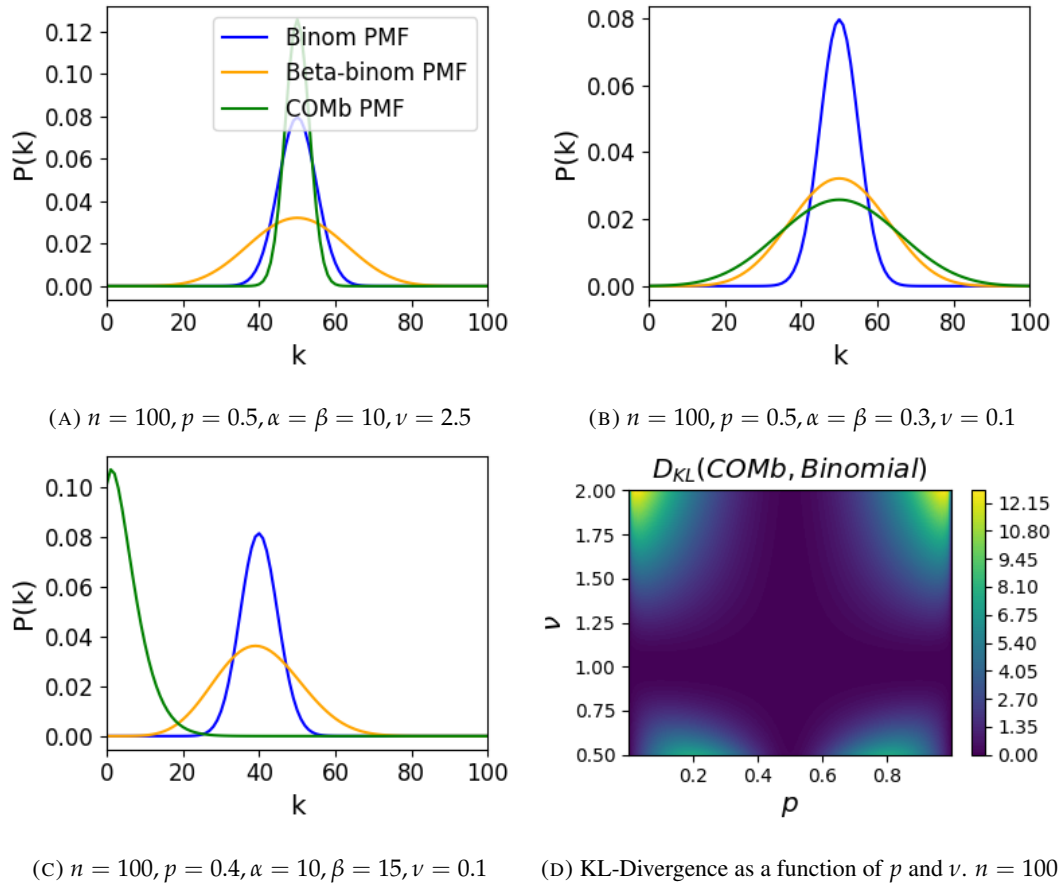 0.12
0.10
0.08
0.06
0.04
0.02
0.00
P(k)
Binom PMF
Beta-binom PMF
COMb PMF
0 20 40 60 80 100
k
(A) n = 100, p = 0.5, α = β = 10, ν = 2.5
0.08
0.06
0.04
0.02
0.00
P(k)
0 20 40 60 80 100
k
(B) n = 100, p = 0.5, α = β = 0.3, ν = 0.1
0.10
0.08
0.06
0.04
0.02
0.00
P(k)
0 20 40 60 80 100
k
(C) n = 100, p = 0.4, α = 10, β = 15, ν = 0.1
D_KL(COMb, Binomial)
2.00
1.75
1.50
1.25
1.00
0.75
0.50
ν
0.2 0.4 0.6 0.8
p
12.15
10.80
9.45
8.10
6.75
5.40
4.05
2.70
1.35
0.00
(D) KL-Divergence as a function of p and ν. n = 100